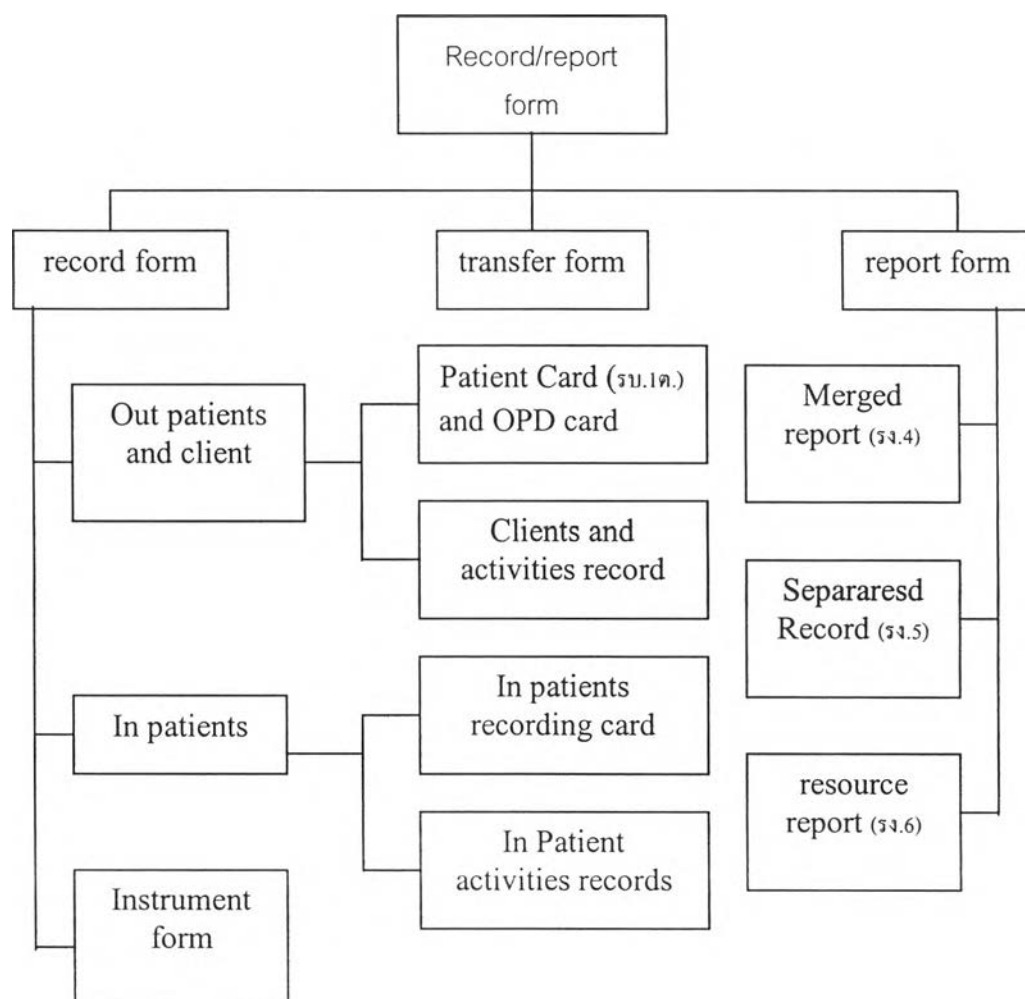 Record/report
form
record form
transfer form
report form
Out patients
and client
Patient Card (รบ.1ต.)
and OPD card
Clients and
activities record
In patients
In patients
recording card
In Patient
activities records
Instrument
form
Merged
report (รง.4)
Separaresd
Record (รง.5)
resource
report (รง.6)